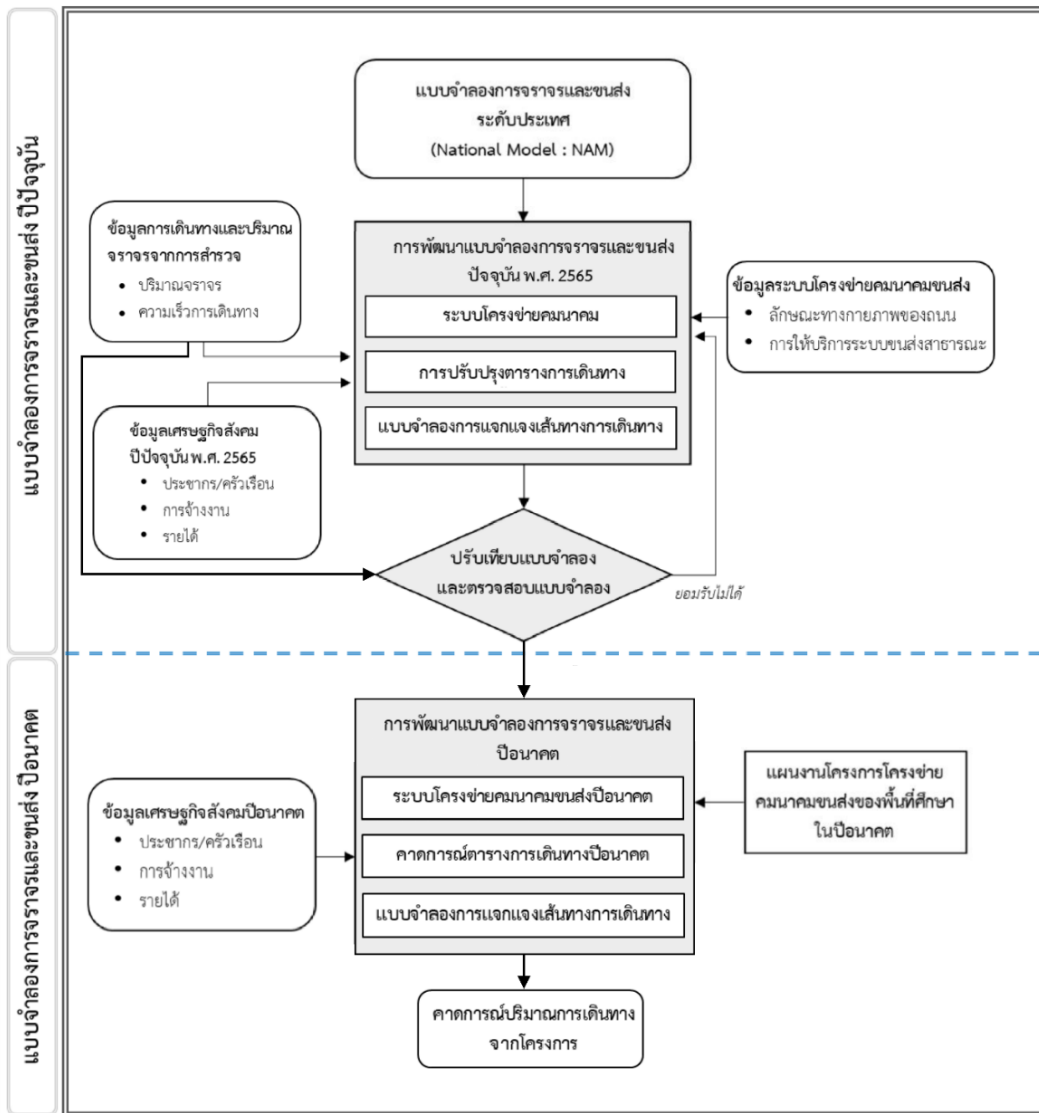 แบบจำลองการจราจรและขนส่ง ปีปัจจุบัน
แบบจำลองการจราจรและขนส่ง
ระดับประเทศ
(National Model : NAM)
ข้อมูลการเดินทางและปริมาณ
จราจรจากการสำรวจ
• ปริมาณจราจร
• ความเร็วการเดินทาง
การพัฒนาแบบจำลองการจราจรและขนส่ง
ปัจจุบัน พ.ศ. 2565
ระบบโครงข่ายคมนาคม
การปรับปรุงตารางการเดินทาง
แบบจำลองการแจกแจงเส้นทางการเดินทาง
ข้อมูลระบบโครงข่ายคมนาคมขนส่ง
• ลักษณะทางกายภาพของถนน
• การให้บริการระบบขนส่งสาธารณะ
ข้อมูลเศรษฐกิจสังคม
ปีปัจจุบัน พ.ศ. 2565
• ประชากร/ครัวเรือน
• การจ้างงาน
• รายได้
ปรับเทียบแบบจำลอง
และตรวจสอบแบบจำลอง
ยอมรับไม่ได้
แบบจำลองการจราจรและขนส่ง ปีอนาคต
การพัฒนาแบบจำลองการจราจรและขนส่ง
ปีอนาคต
ระบบโครงข่ายคมนาคมขนส่งปีอนาคต
คาดการณ์ตารางการเดินทางปีอนาคต
แบบจำลองการแจกแจงเส้นทางการเดินทาง
ข้อมูลเศรษฐกิจสังคมปีอนาคต
• ประชากร/ครัวเรือน
• การจ้างงาน
• รายได้
แผนงานโครงการโครงข่าย
คมนาคมขนส่งของพื้นที่ศึกษา
ในปีอนาคต
คาดการณ์ปริมาณการเดินทาง
จากโครงการ